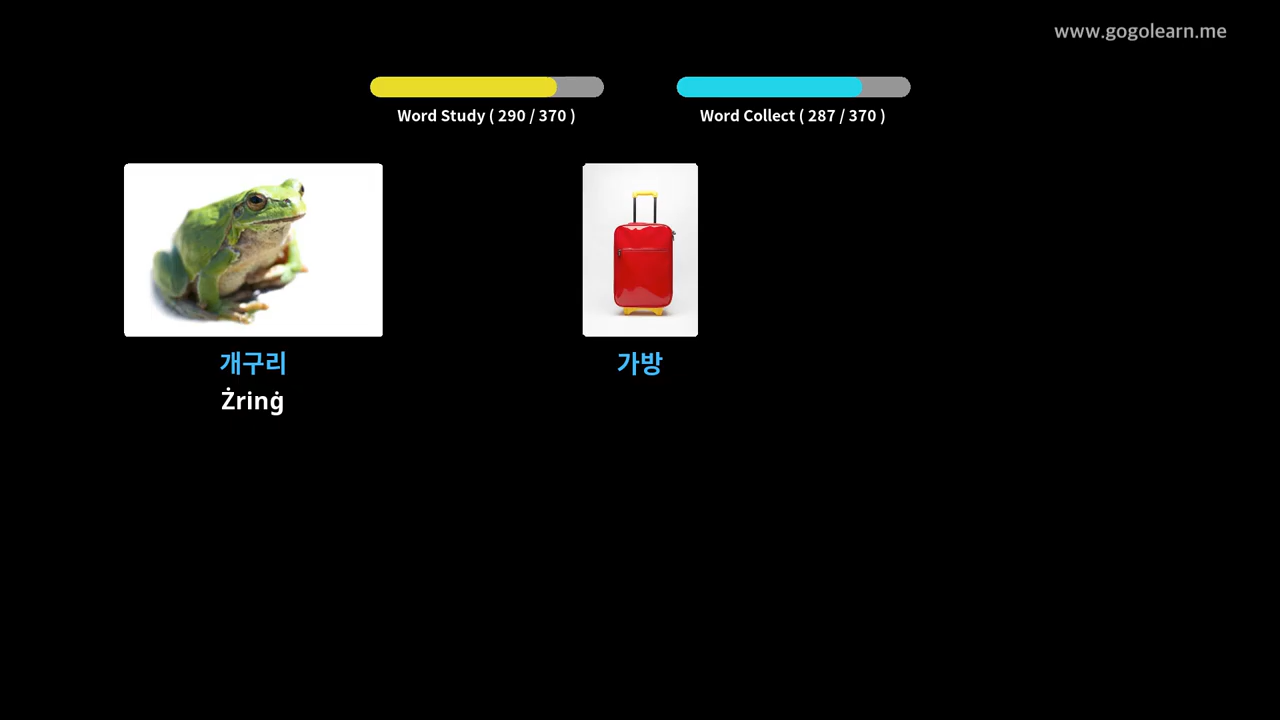 www.gogolearn.me
Word Study ( 290 / 370 )
Word Collect ( 287 / 370 )
개구리
Żrinġ
가방